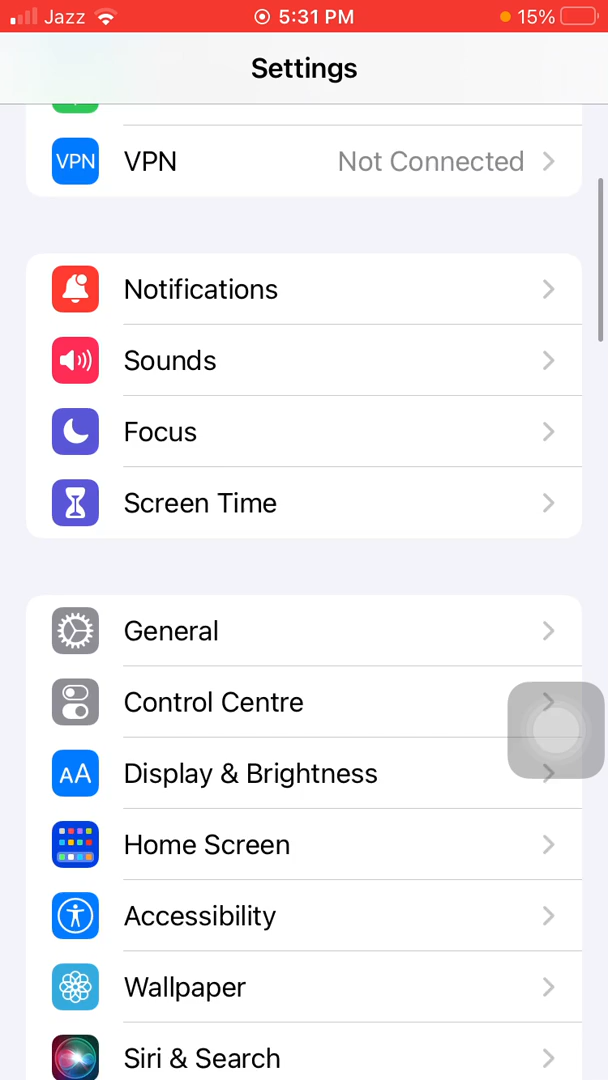 Jazz 5:31 PM 15%
Settings
VPN VPN Not Connected
Notifications
Sounds
Focus
Screen Time
General
Control Centre
AA Display & Brightness
Home Screen
Accessibility
Wallpaper
Siri & Search